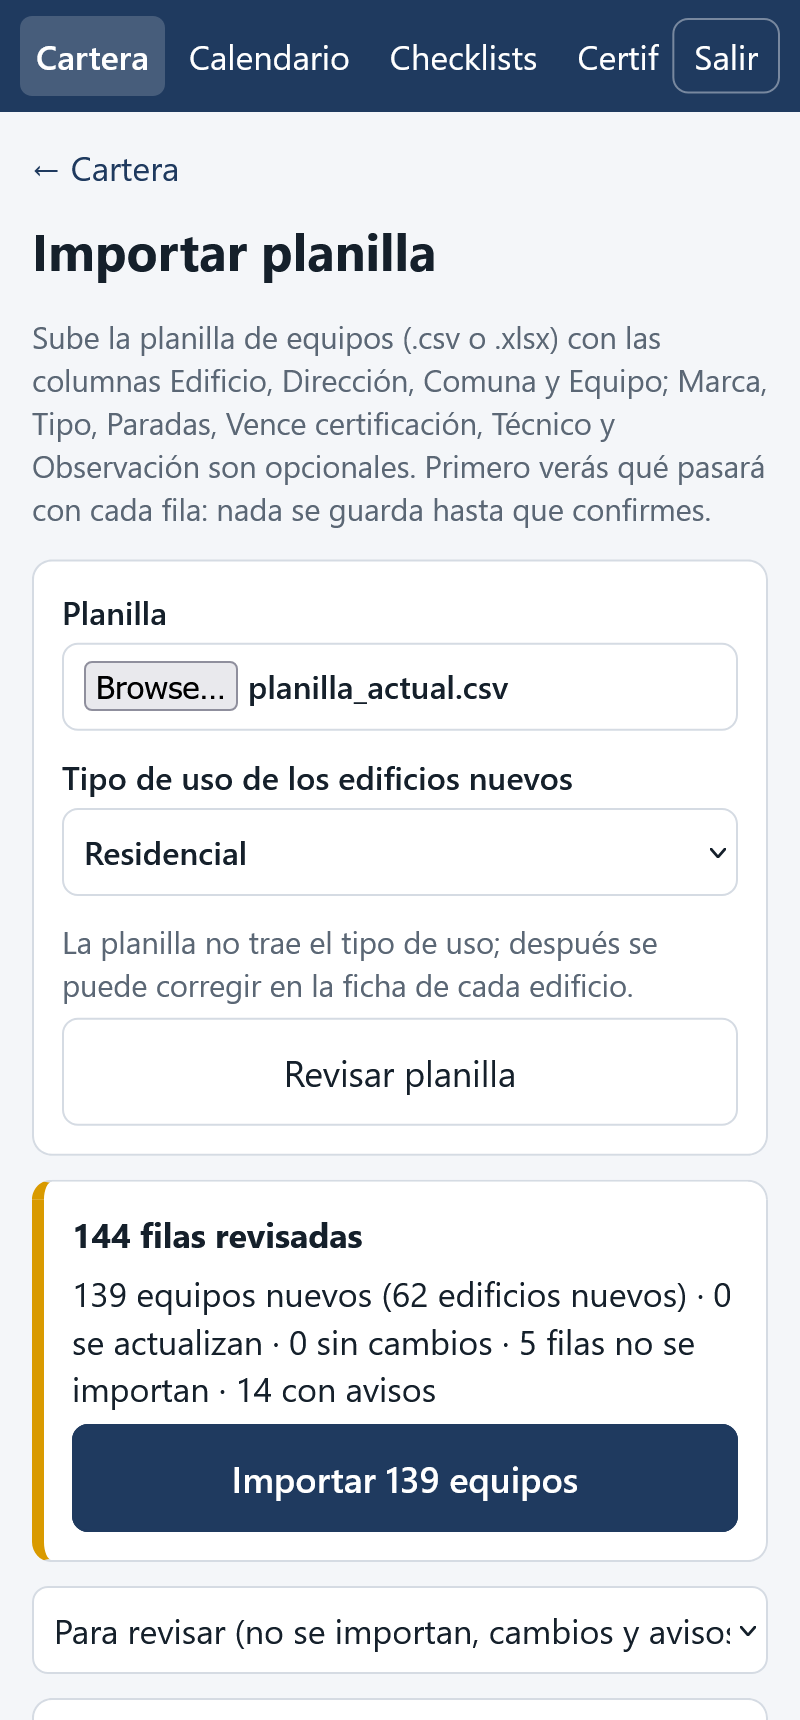 Cartera Calendario Checklists Certif Salir
← Cartera
Importar planilla
Sube la planilla de equipos (.csv o .xlsx) con las
columnas Edificio, Dirección, Comuna y Equipo; Marca,
Tipo, Paradas, Vence certificación, Técnico y
Observación son opcionales. Primero verás qué pasará
con cada fila: nada se guarda hasta que confirmes.
Planilla
Browse... planilla_actual.csv
Tipo de uso de los edificios nuevos
Residencial
La planilla no trae el tipo de uso; después se
puede corregir en la ficha de cada edificio.
Revisar planilla
144 filas revisadas
139 equipos nuevos (62 edificios nuevos) · 0
se actualizan · 0 sin cambios · 5 filas no se
importan · 14 con avisos
Importar 139 equipos
Para revisar (no se importan, cambios y avisos